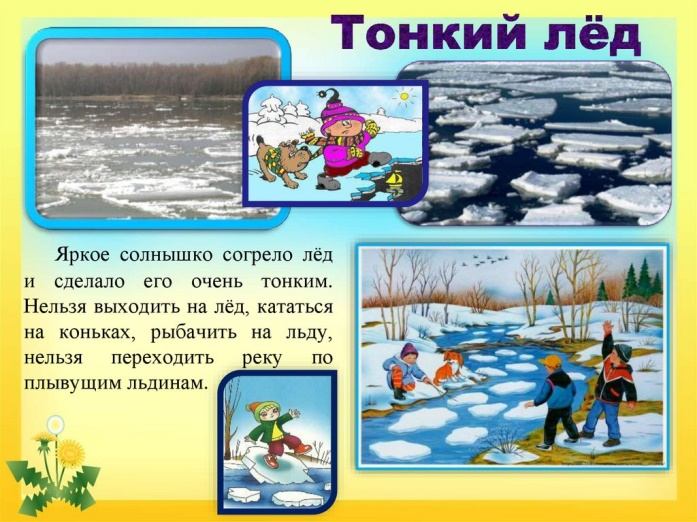 Тонкий лёд
Яркое солнышко согрело лёд
и сделало его очень тонким.
Нельзя выходить на лёд, кататься
на коньках, рыбачить на льду,
нельзя переходить реку по
плывущим льдинам.